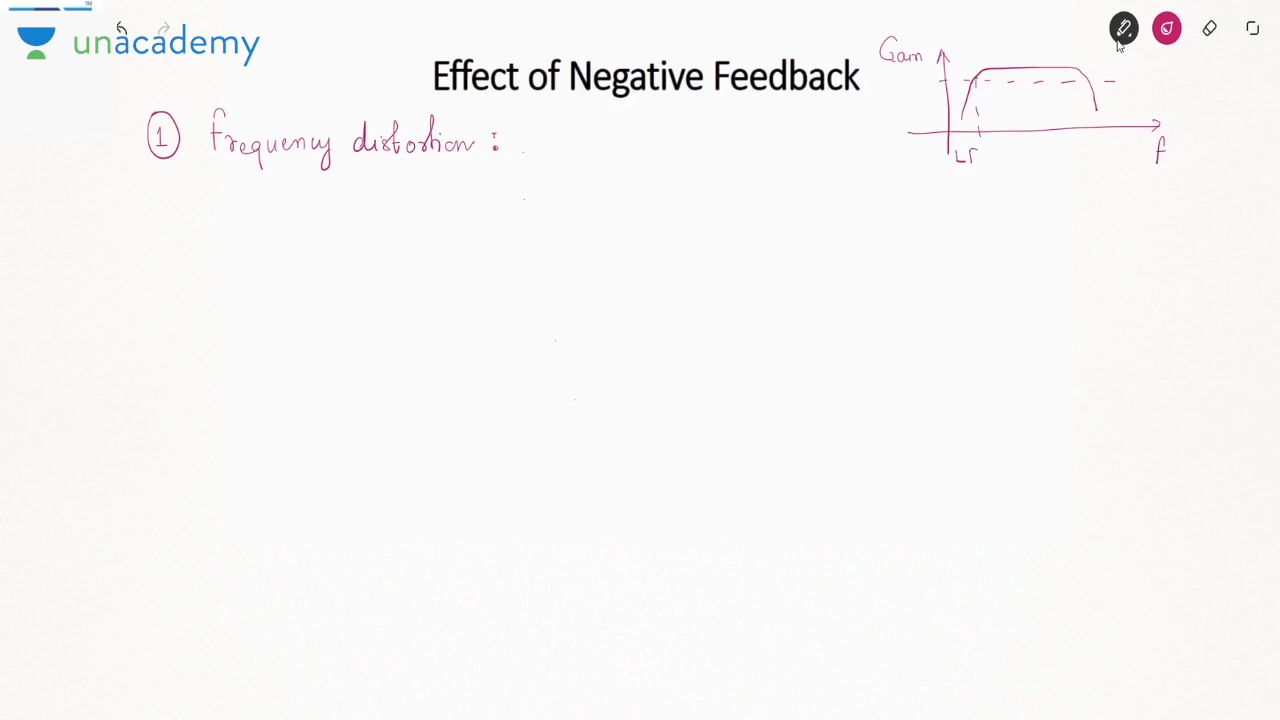 unacademy
Effect of Negative Feedback
Gain
1 Frequency distortion :
f